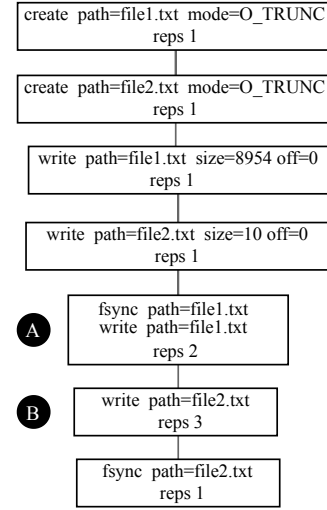 create path=file1.txt mode=O_TRUNC
reps 1
create path=file2.txt mode=O_TRUNC
reps 1
write path=file1.txt size=8954 off=0
reps 1
write path=file2.txt size=10 off=0
reps 1
A
fsync path=file1.txt
write path=file1.txt
reps 2
B
write path=file2.txt
reps 3
fsync path=file2.txt
reps 1